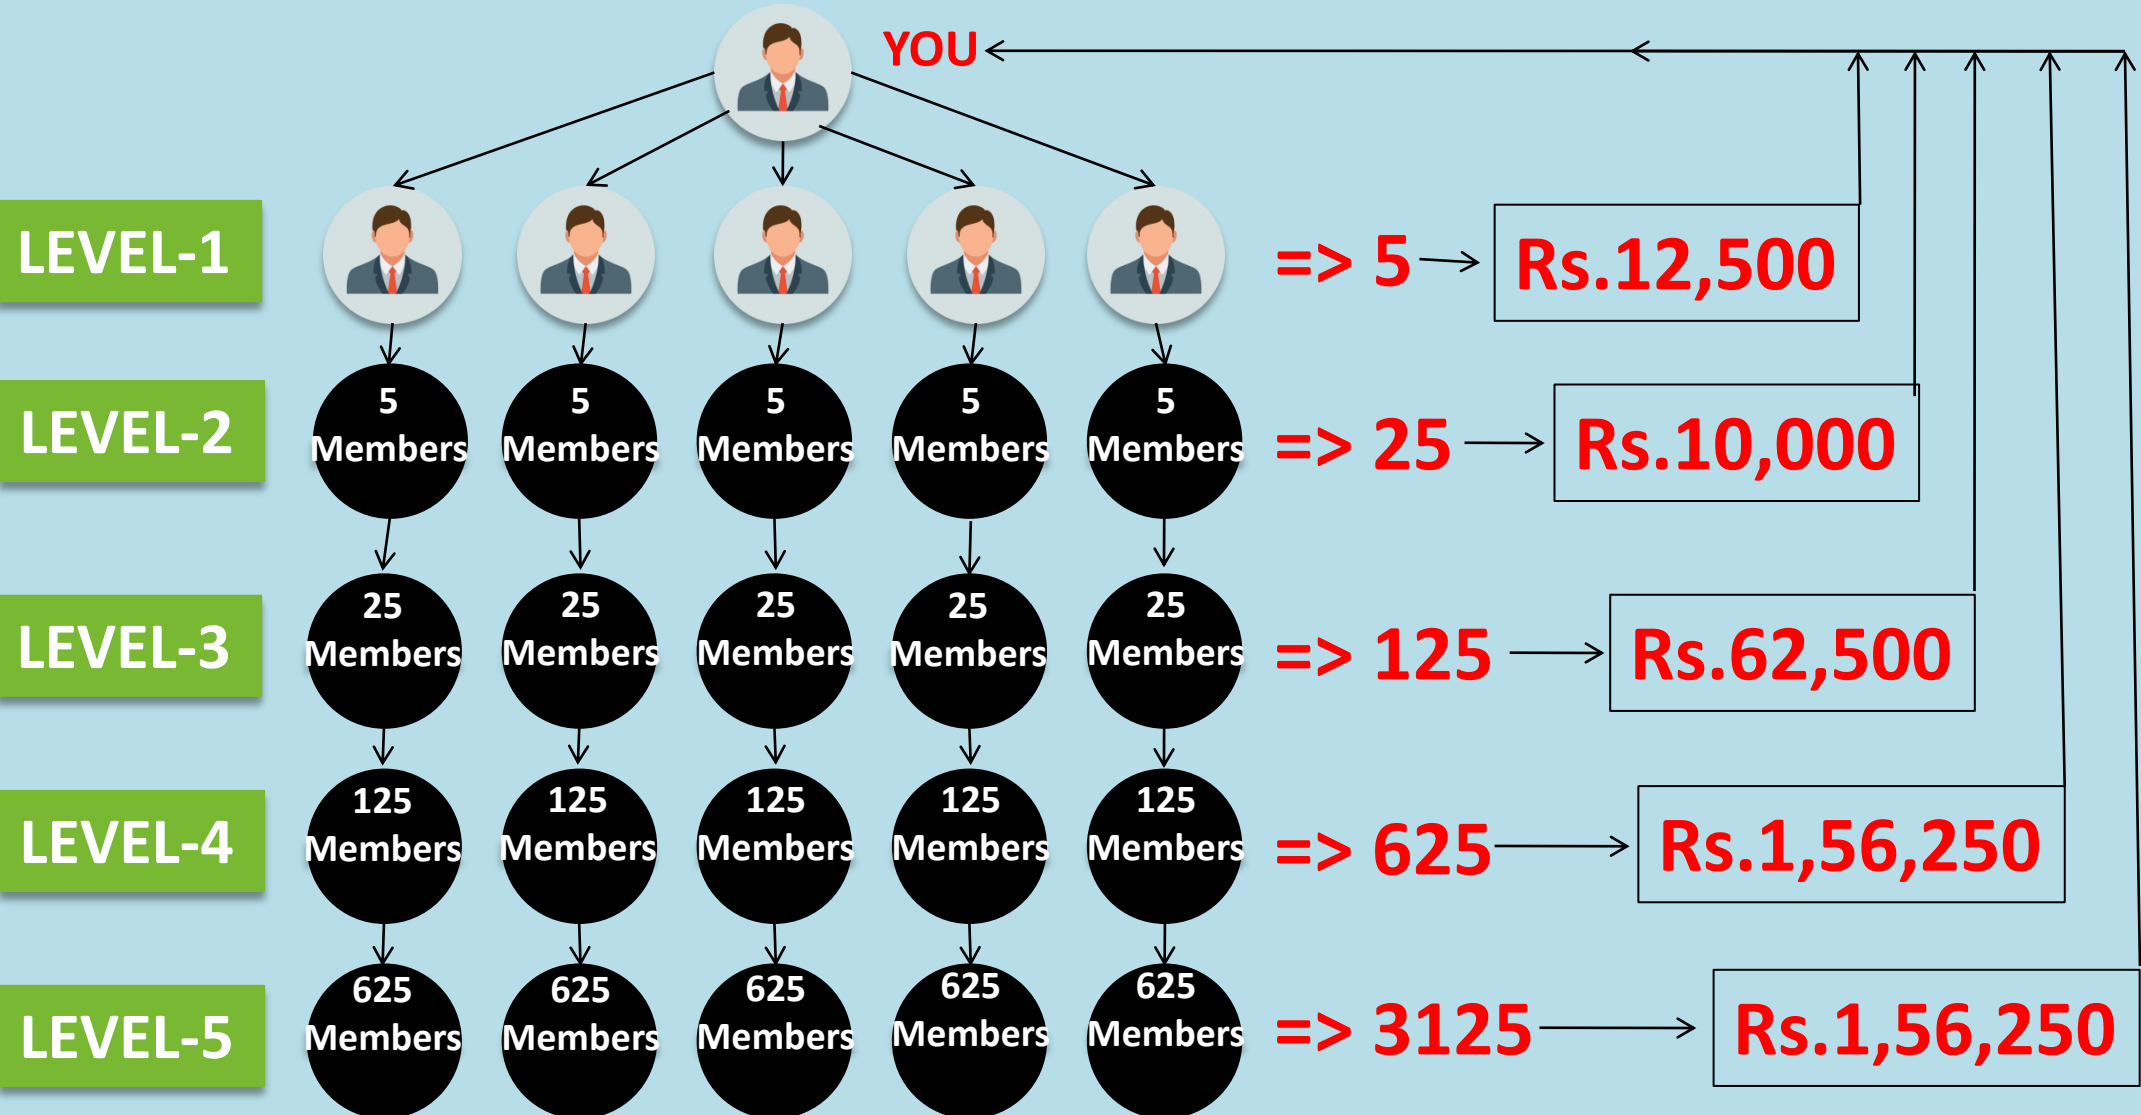 YOU
LEVEL-1
=> 5
Rs.12,500
LEVEL-2
5 Members
5 Members
5 Members
5 Members
5 Members
=> 25
Rs.10,000
LEVEL-3
25 Members
25 Members
25 Members
25 Members
25 Members
=> 125
Rs.62,500
LEVEL-4
125 Members
125 Members
125 Members
125 Members
125 Members
=> 625
Rs.1,56,250
LEVEL-5
625 Members
625 Members
625 Members
625 Members
625 Members
=> 3125
Rs.1,56,250